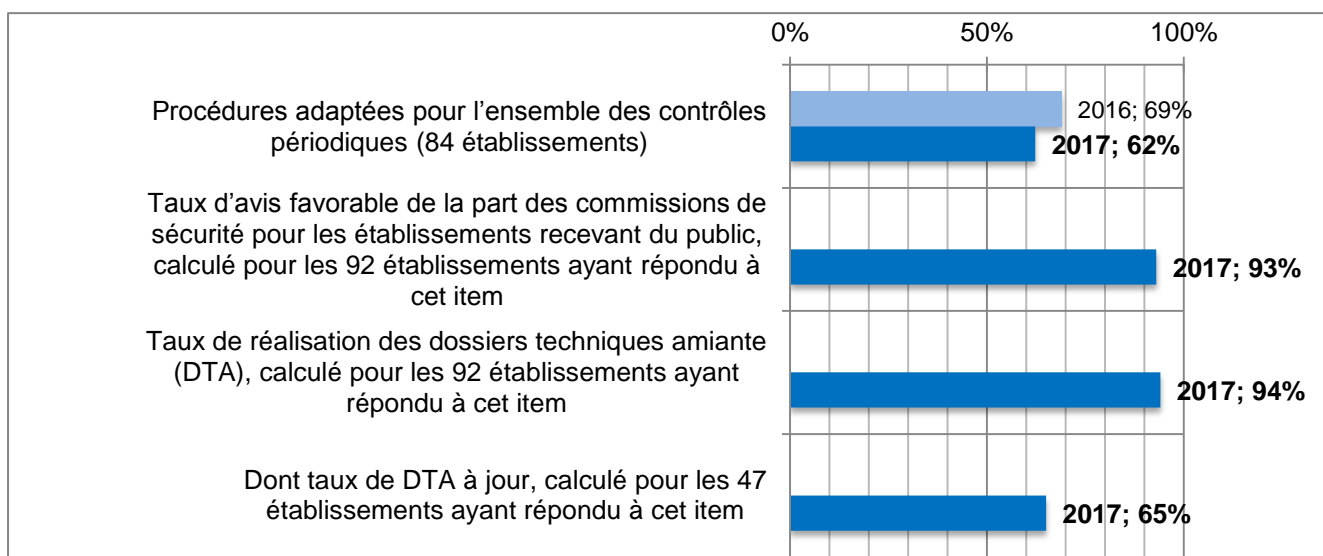 0% 50% 100%
Procédures adaptées pour l’ensemble des contrôles
périodiques (84 établissements)
2016; 69%
2017; 62%
Taux d’avis favorable de la part des commissions de
sécurité pour les établissements recevant du public,
calculé pour les 92 établissements ayant répondu à
cet item
2017; 93%
Taux de réalisation des dossiers techniques amiante
(DTA), calculé pour les 92 établissements ayant
répondu à cet item
2017; 94%
Dont taux de DTA à jour, calculé pour les 47
établissements ayant répondu à cet item
2017; 65%